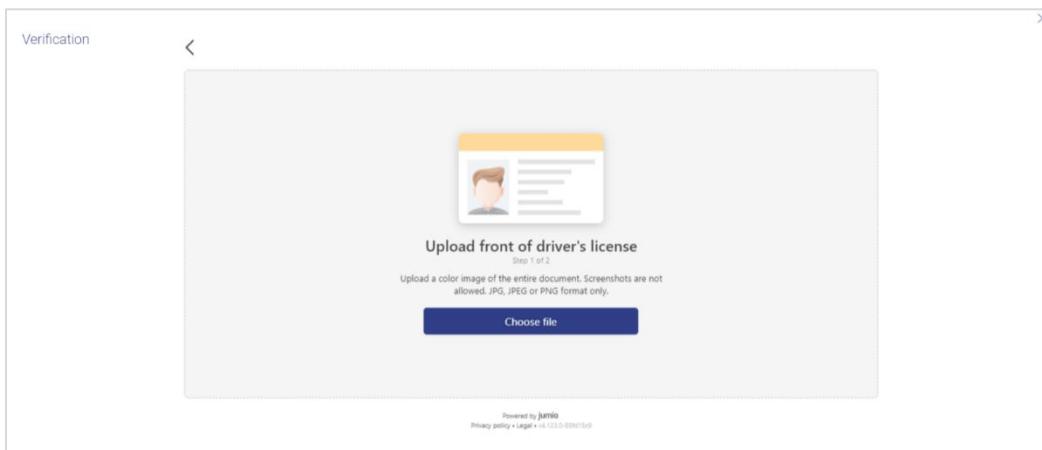 Verification
Upload front of driver's license
Step 1 of 2
Upload a color image of the entire document. Screenshots are not
allowed. JPG, JPEG or PNG format only.
Choose file
Powered by jumio
Privacy policy • Legal •